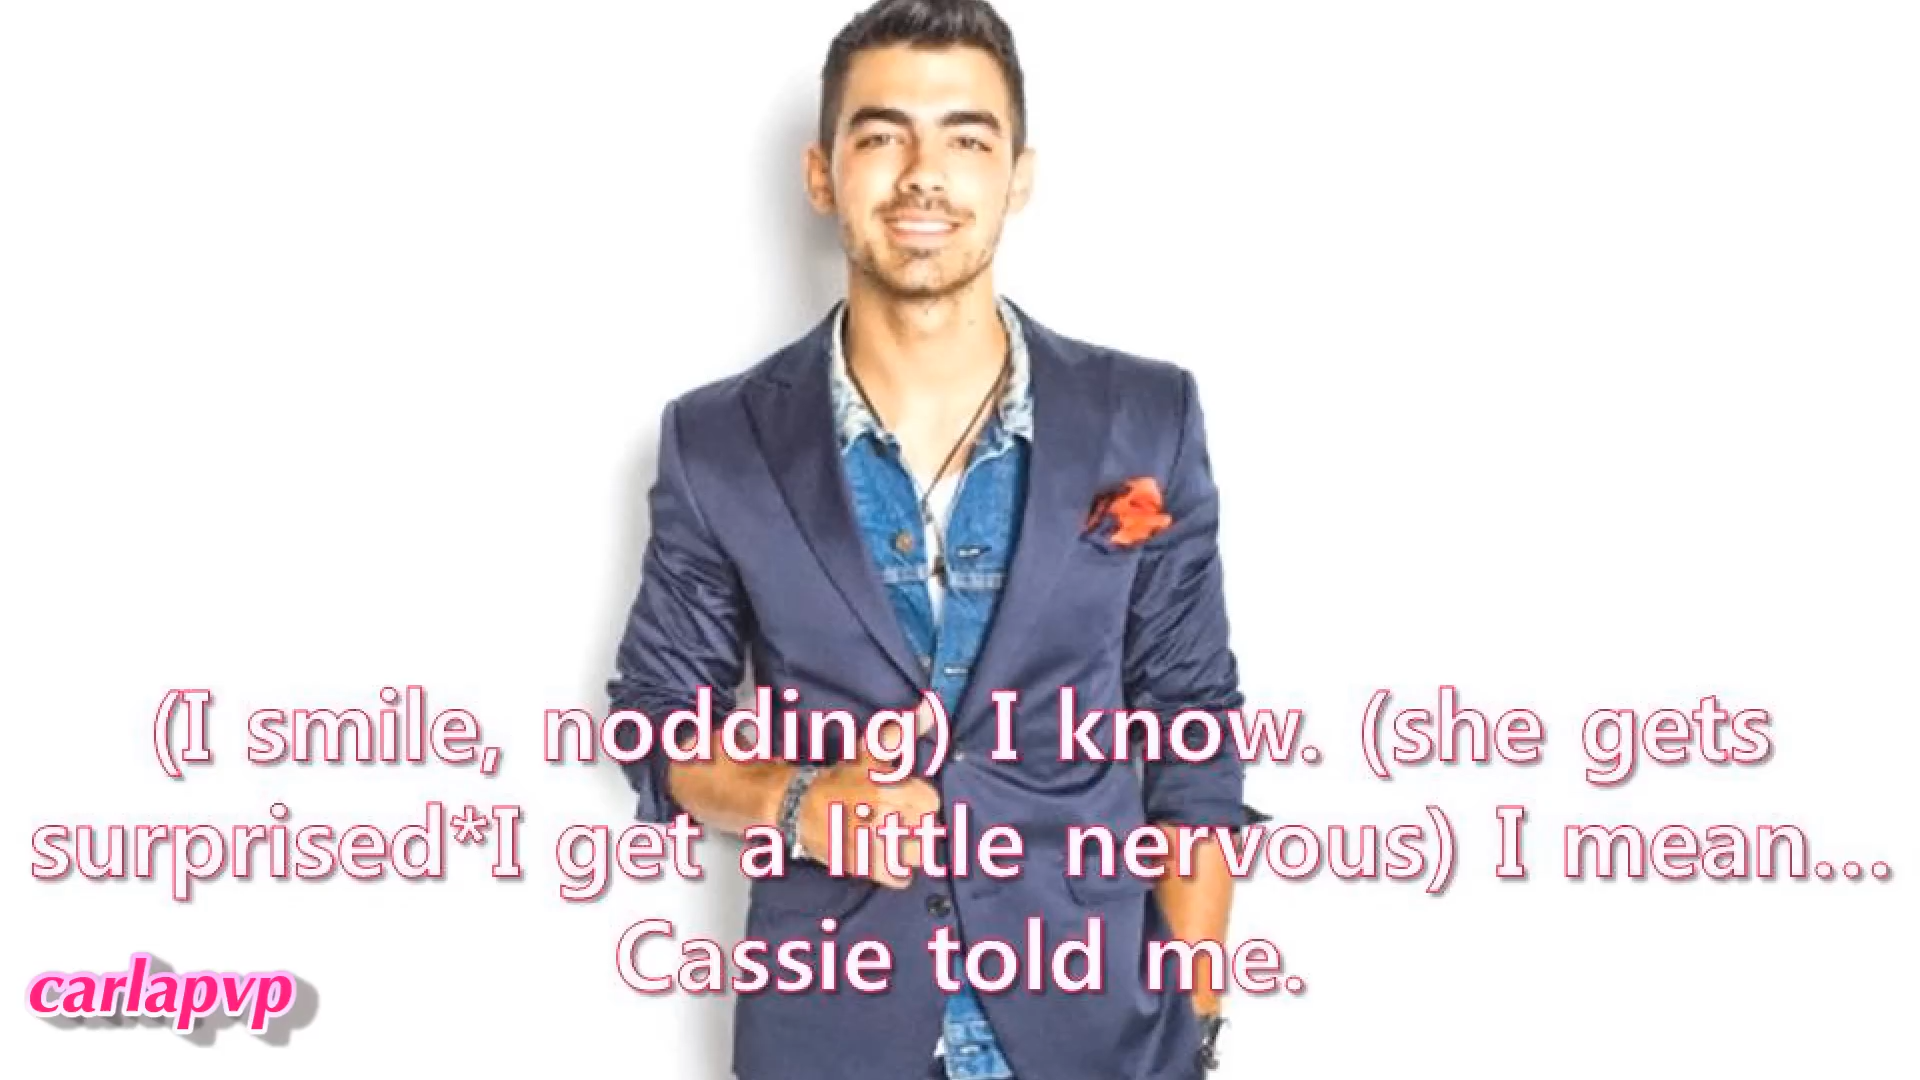 (I smile, nodding) I know. (she gets
surprised*I get a little nervous) I mean...
Cassie told me.
carlapvp